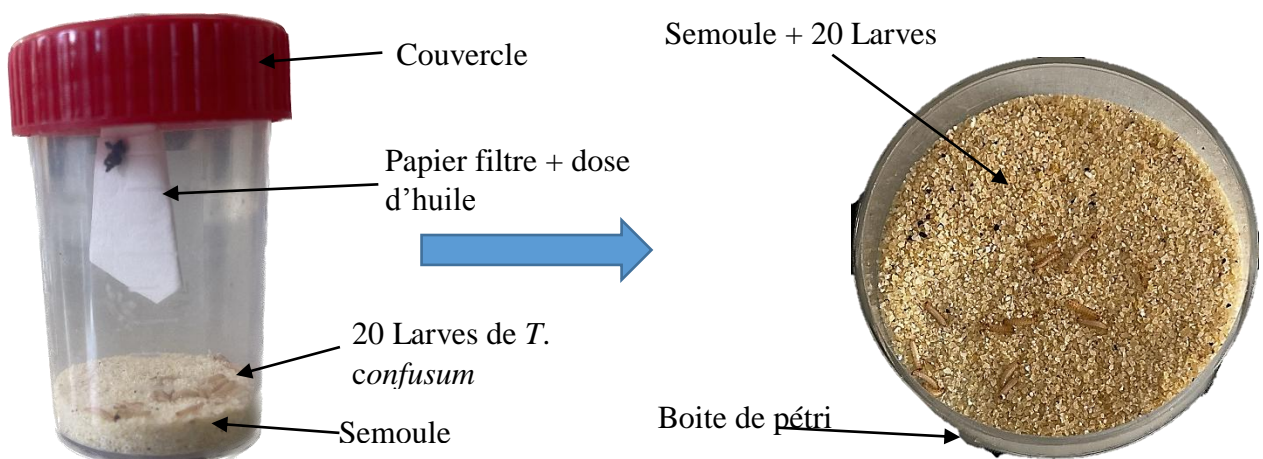 Couvercle
Papier filtre + dose
d’huile
20 Larves de T.
confusum
Semoule
Semoule + 20 Larves
Boite de pétri